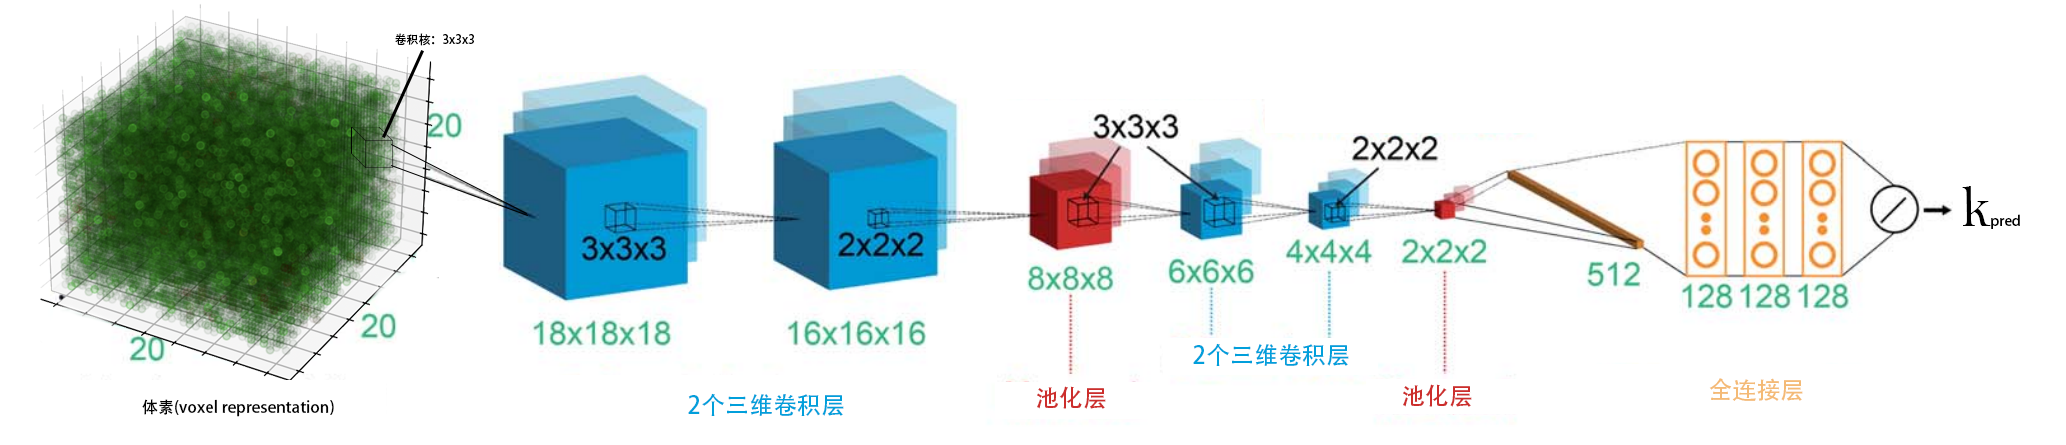 卷积核：3x3x3
20
20
20
体素(voxel representation)
3x3x3
18x18x18
2x2x2
16x16x16
2个三维卷积层
3x3x3
8x8x8
池化层
6x6x6
2x2x2
4x4x4
2个三维卷积层
2x2x2
池化层
512
128 128 128
全连接层
kpred